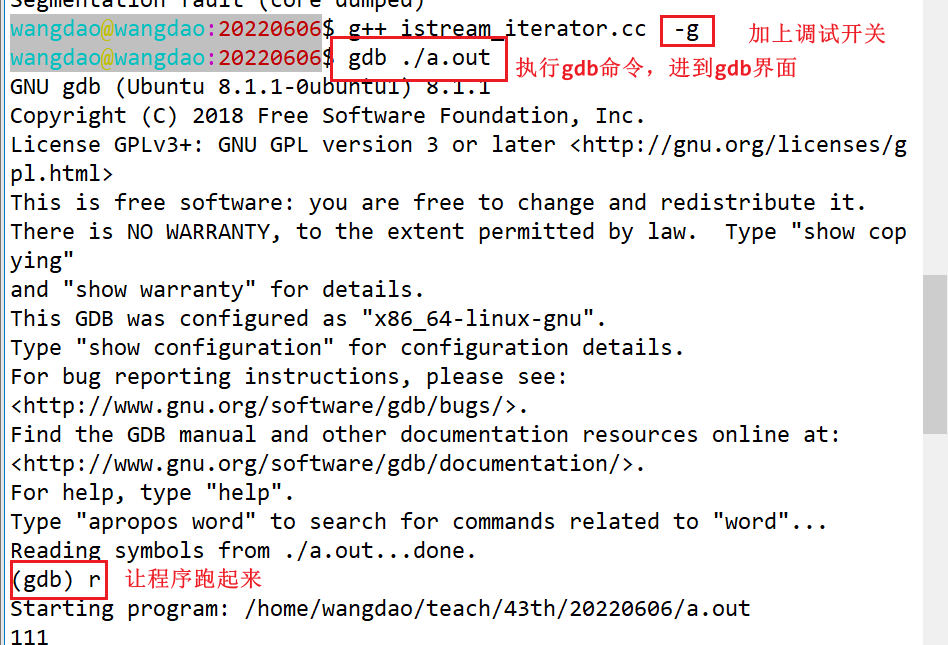 Segmentation fault (core dumped)
wangdao@wangdao:20220606$ g++ istream_iterator.cc -g 加上调试开关
wangdao@wangdao:20220606$ gdb ./a.out 执行gdb命令，进到gdb界面
GNU gdb (Ubuntu 8.1.1-0ubuntu1) 8.1.1
Copyright (C) 2018 Free Software Foundation, Inc.
License GPLv3+: GNU GPL version 3 or later <http://gnu.org/licenses/g
pl.html>
This is free software: you are free to change and redistribute it.
There is NO WARRANTY, to the extent permitted by law.  Type "show cop
ying"
and "show warranty" for details.
This GDB was configured as "x86_64-linux-gnu".
Type "show configuration" for configuration details.
For bug reporting instructions, please see:
<http://www.gnu.org/software/gdb/bugs/>.
Find the GDB manual and other documentation resources online at:
<http://www.gnu.org/software/gdb/documentation/>.
For help, type "help".
Type "apropos word" to search for commands related to "word"...
Reading symbols from ./a.out...done.
(gdb) r 让程序跑起来
Starting program: /home/wangdao/teach/43th/20220606/a.out
111